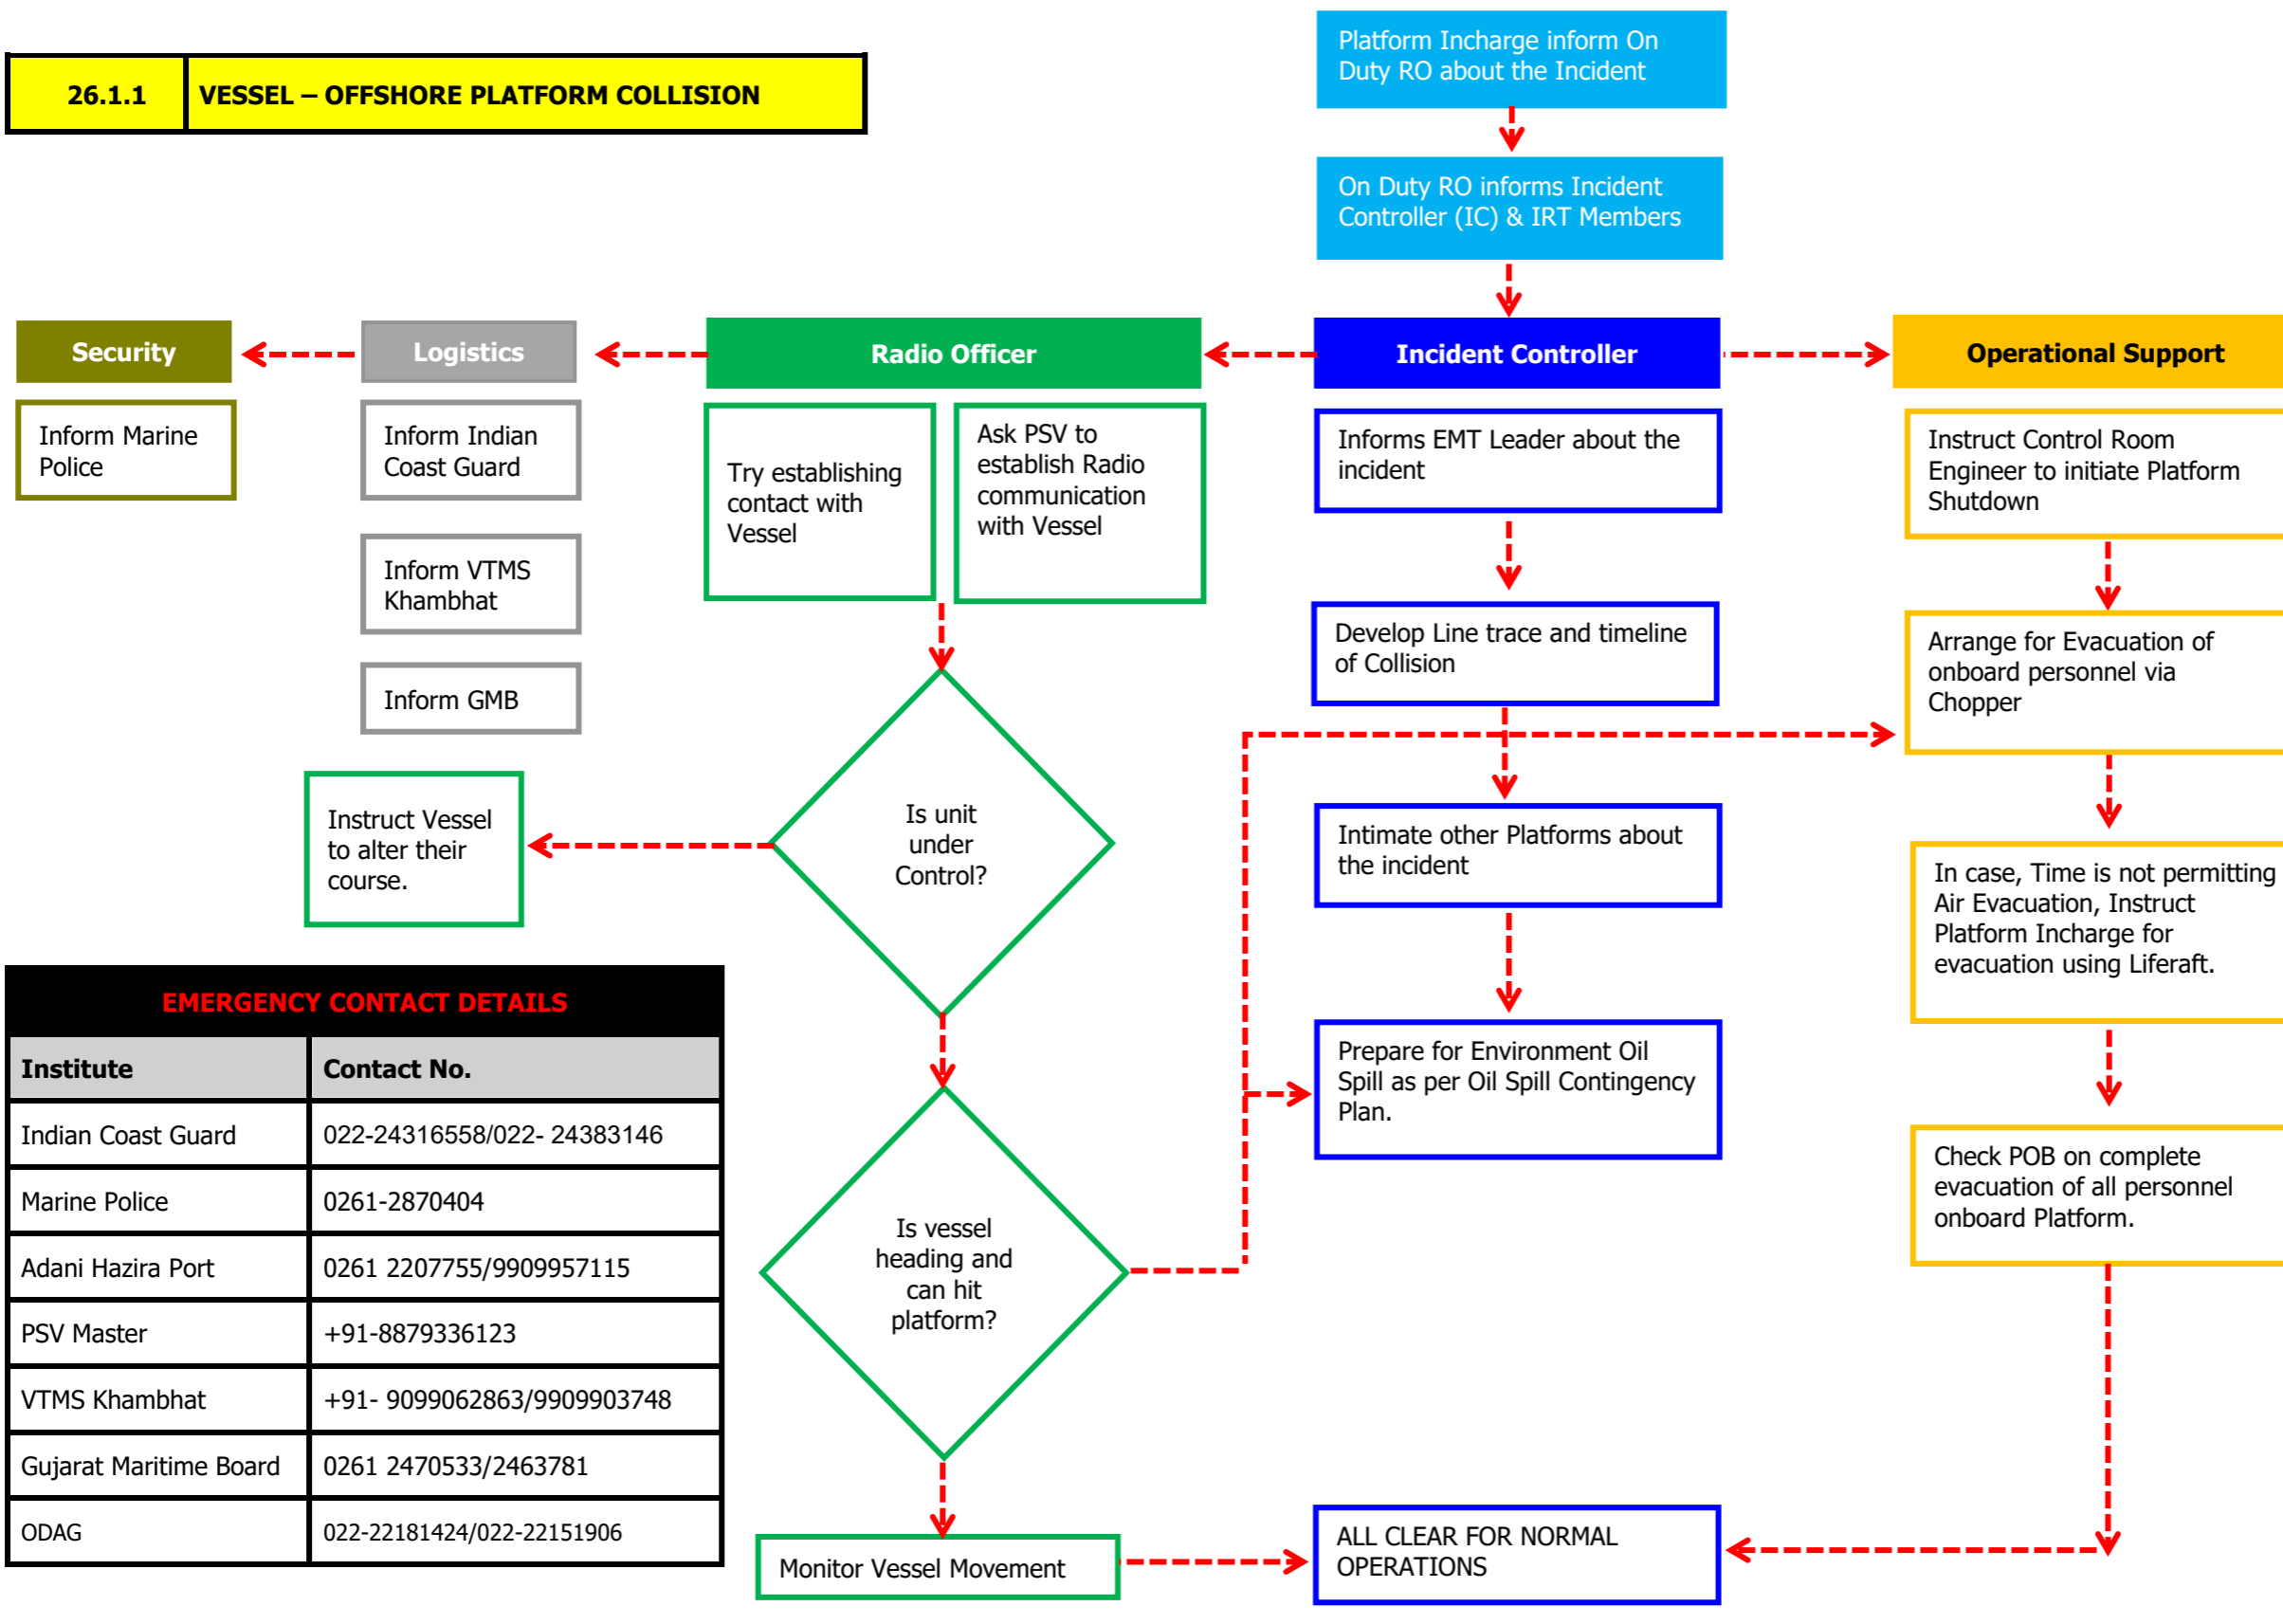 26.1.1 VESSEL – OFFSHORE PLATFORM COLLISION
Platform Incharge inform On
Duty RO about the Incident
On Duty RO informs Incident
Controller (IC) & IRT Members
Security
Inform Marine
Police
Logistics
Inform Indian
Coast Guard
Inform VTMS
Khambhat
Inform GMB
Radio Officer
Try establishing
contact with
Vessel
Ask PSV to
establish Radio
communication
with Vessel
Is unit
under
Control?
Instruct Vessel
to alter their
course.
Is vessel
heading and
can hit
platform?
Monitor Vessel Movement
Incident Controller
Informs EMT Leader about the
incident
Develop Line trace and timeline
of Collision
Intimate other Platforms about
the incident
Prepare for Environment Oil
Spill as per Oil Spill Contingency
Plan.
ALL CLEAR FOR NORMAL
OPERATIONS
Operational Support
Instruct Control Room
Engineer to initiate Platform
Shutdown
Arrange for Evacuation of
onboard personnel via
Chopper
In case, Time is not permitting
Air Evacuation, Instruct
Platform Incharge for
evacuation using Liferaft.
Check POB on complete
evacuation of all personnel
onboard Platform.
EMERGENCY CONTACT DETAILS
Institute Contact No.
Indian Coast Guard 022-24316558/022- 24383146
Marine Police 0261-2870404
Adani Hazira Port 0261 2207755/9909957115
PSV Master +91-8879336123
VTMS Khambhat +91- 9099062863/9909903748
Gujarat Maritime Board 0261 2470533/2463781
ODAG 022-22181424/022-22151906